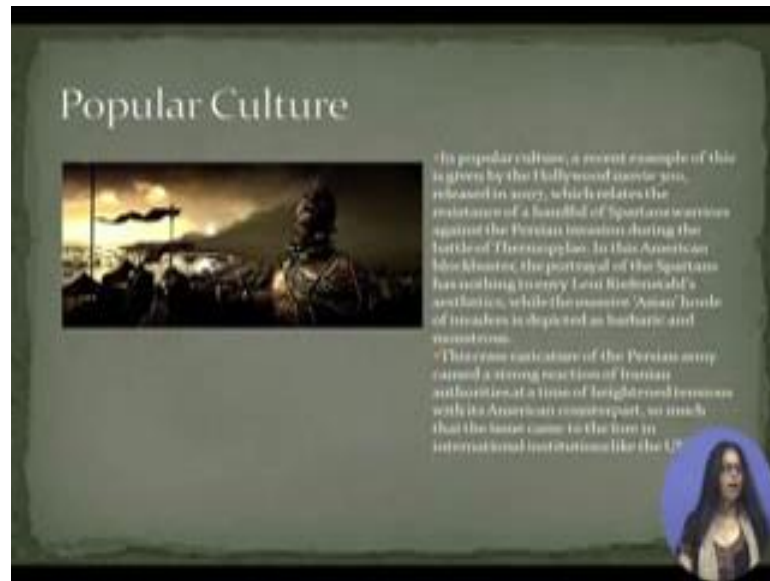 Popular Culture
In popular culture, a recent example of this
is given by the Hollywood movie 300,
released in 2007, which relates the
resistance of a handful of Spartans warriors
against the Persian invasion during the
battle of Thermopylae. In this American
blockbuster, the portrayal of the Spartans
has nothing to envy Leni Riefenstahl's
aesthetics, while the massive 'Asian' horde
of invaders is depicted as barbaric and
monstrous.
This crass caricature of the Persian army
caused a strong reaction of Iranian
authorities at a time of heightened tensions
with its American counterpart, so much
that the issue came to the fore in
international institutions like the